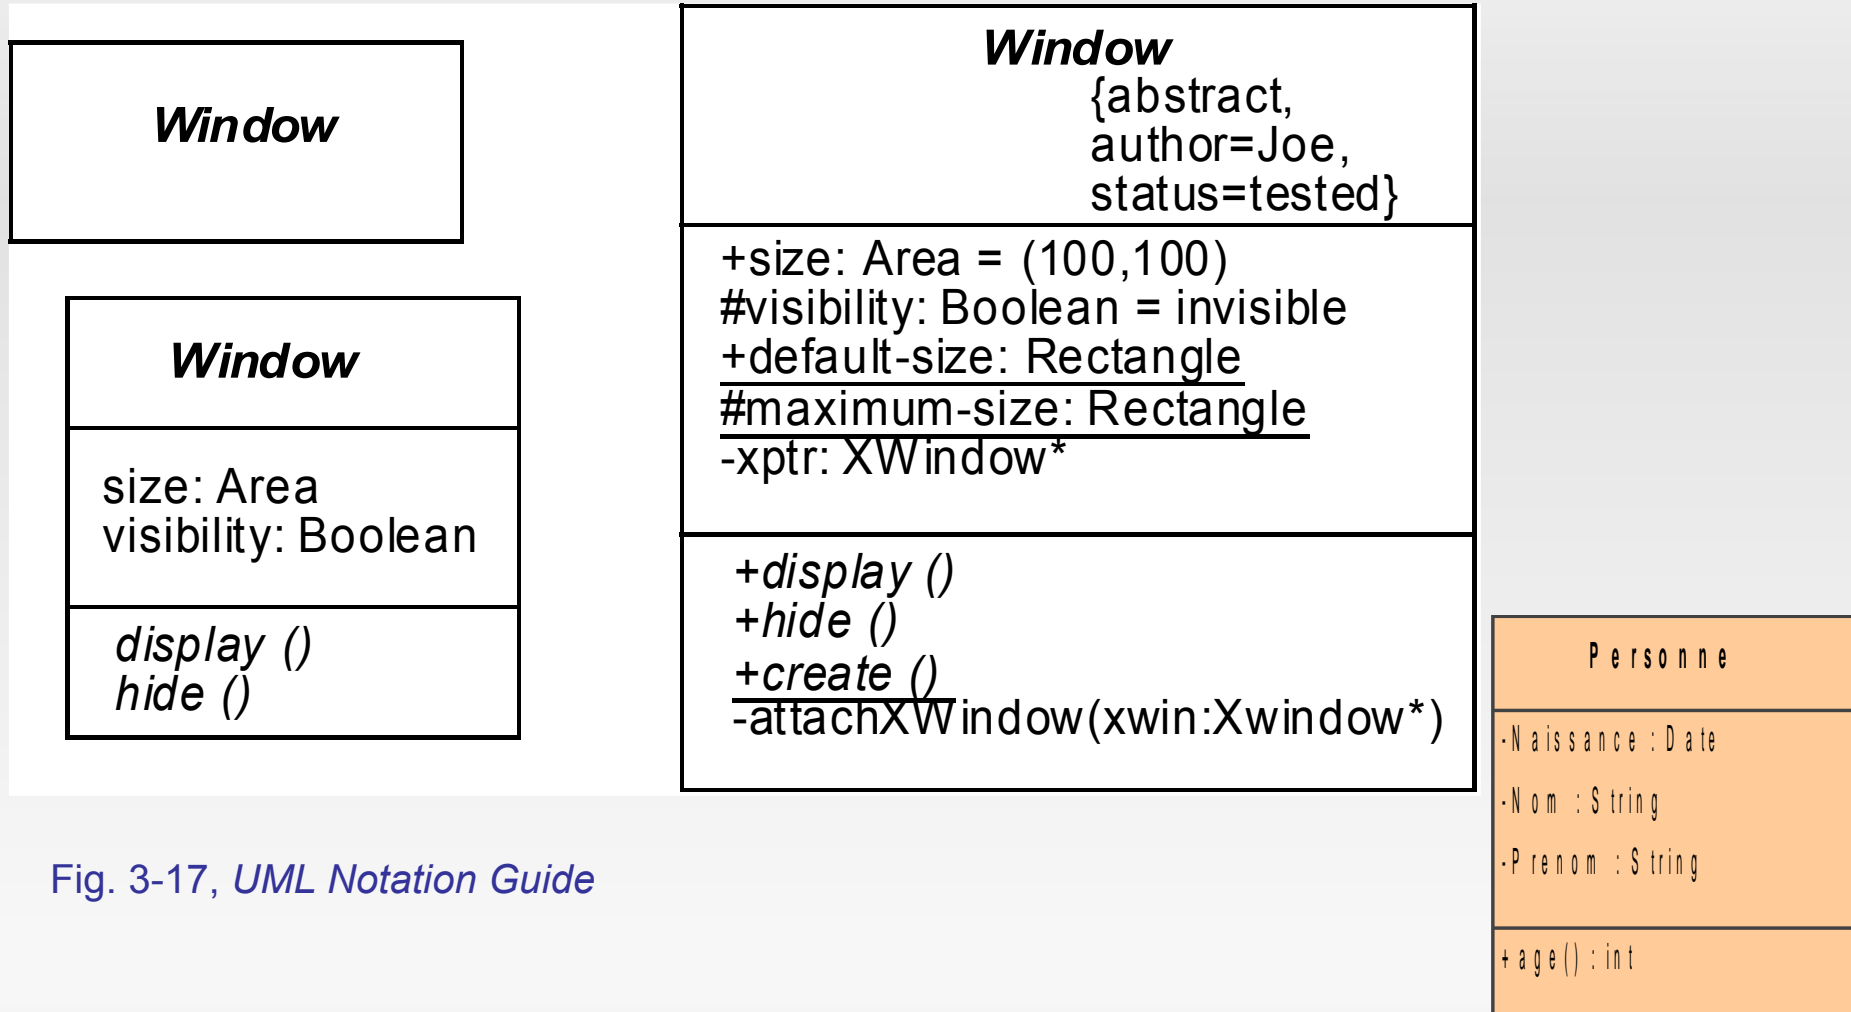 Window
Window
size: Area
visibility: Boolean
display ()
hide ()
Window
{abstract,
author=Joe,
status=tested}
+size: Area = (100,100)
#visibility: Boolean = invisible
+default-size: Rectangle
#maximum-size: Rectangle
-xptr: XWindow*
+display ()
+hide ()
+create ()
-attachXWindow(xwin:Xwindow*)
Personne
-Naissance : Date
-Nom : String
-Prenom : String
+age() : int
Fig. 3-17, UML Notation Guide